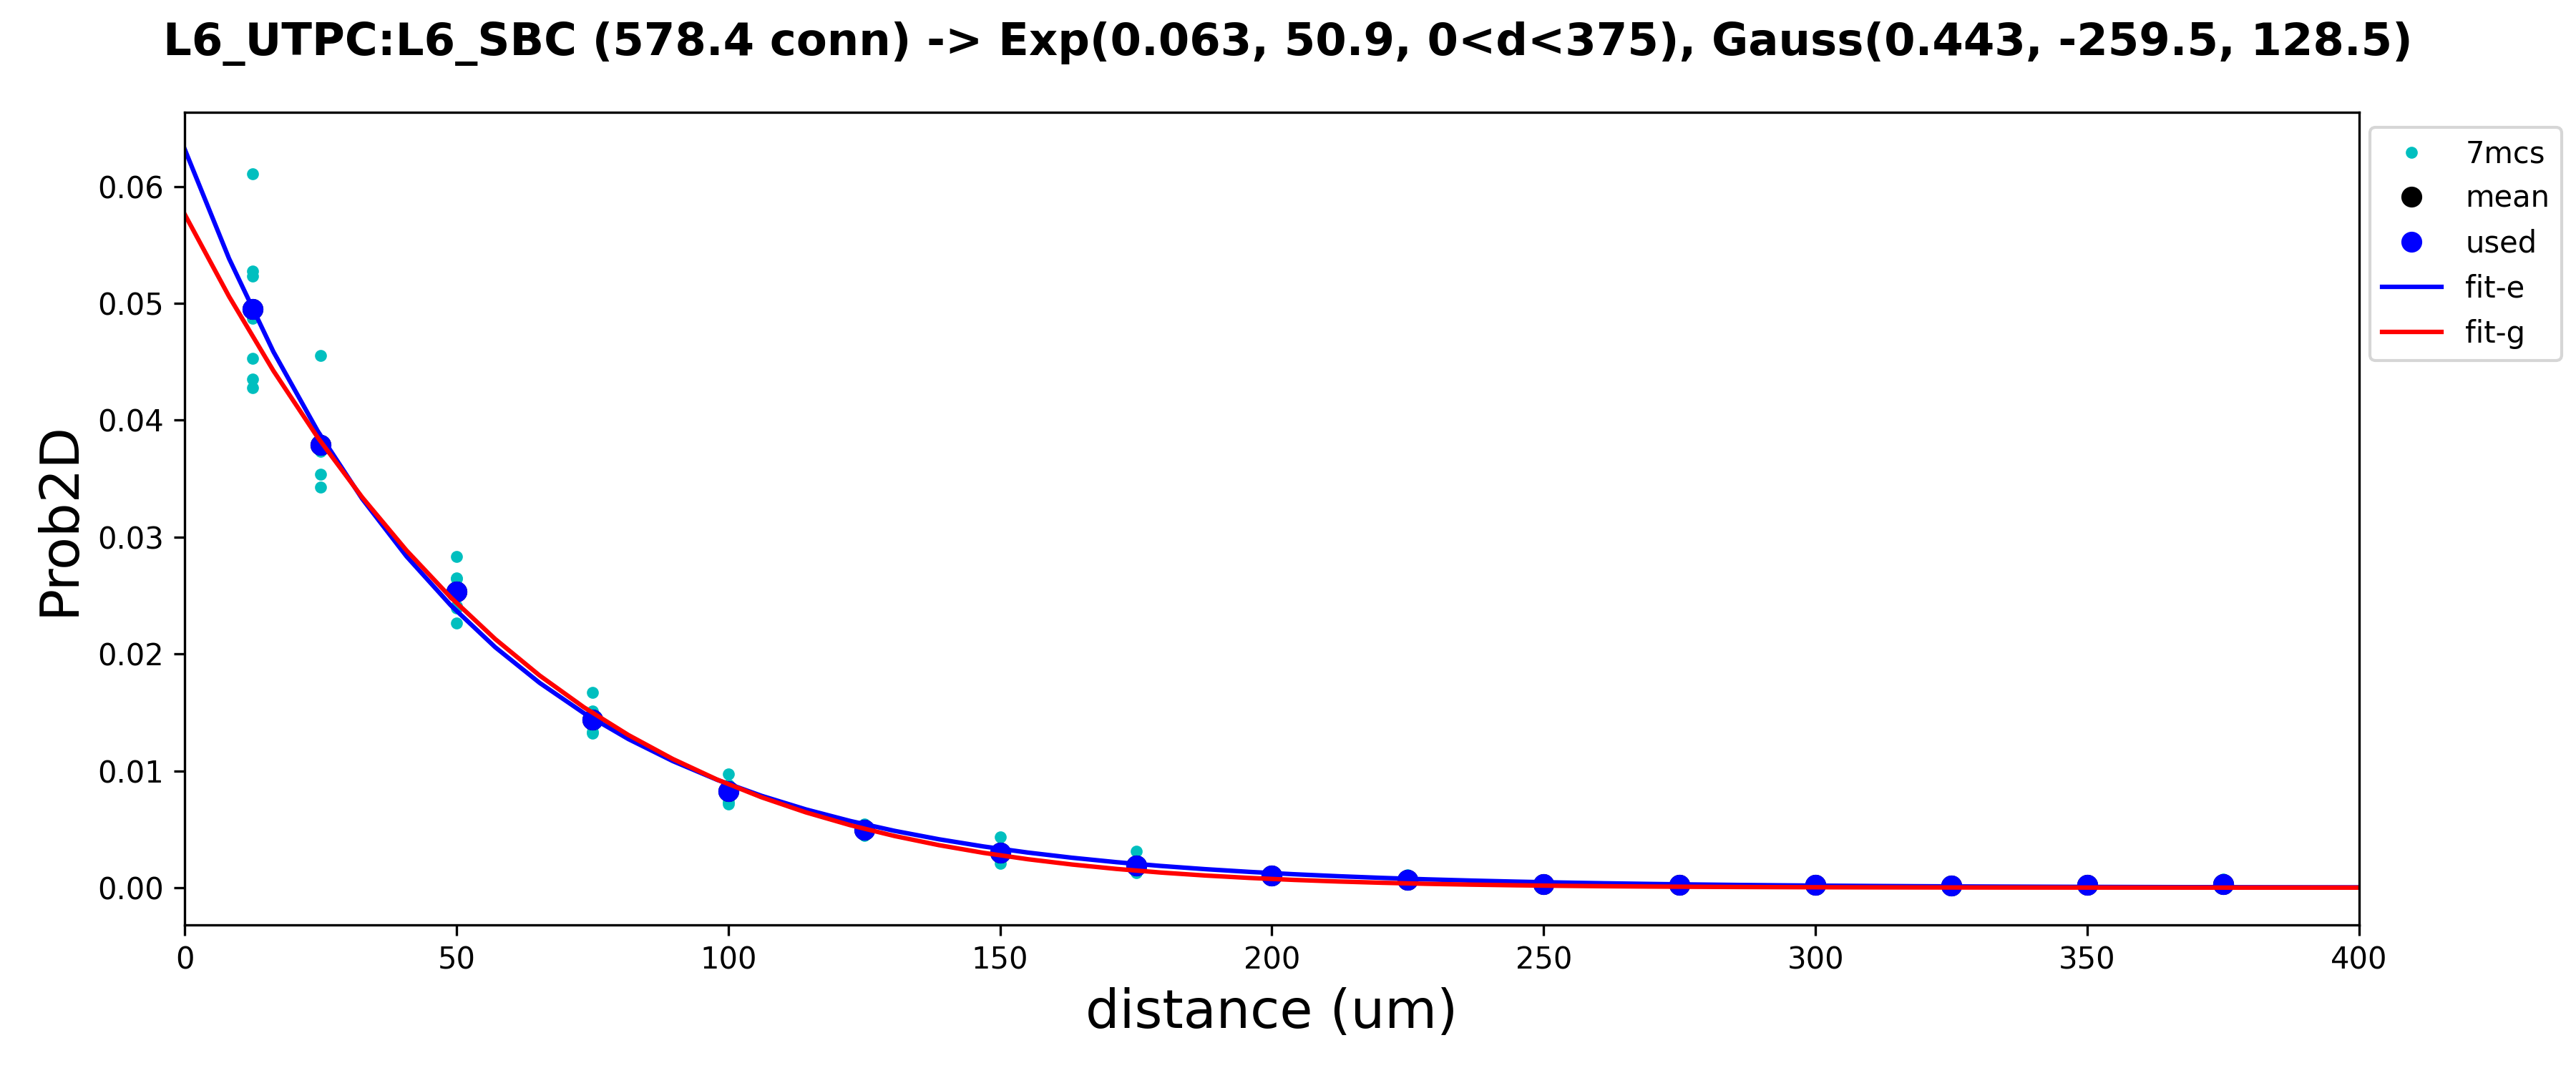 L6_UTPC:L6_SBC (578.4 conn) -> Exp(0.063, 50.9, 0<d<375), Gauss(0.443, -259.5, 128.5)
7mcs
mean
used
fit-e
fit-g
Prob2D
0.06
0.05
0.04
0.03
0.02
0.01
0.00
0 50 100 150 200 250 300 350 400
distance (um)